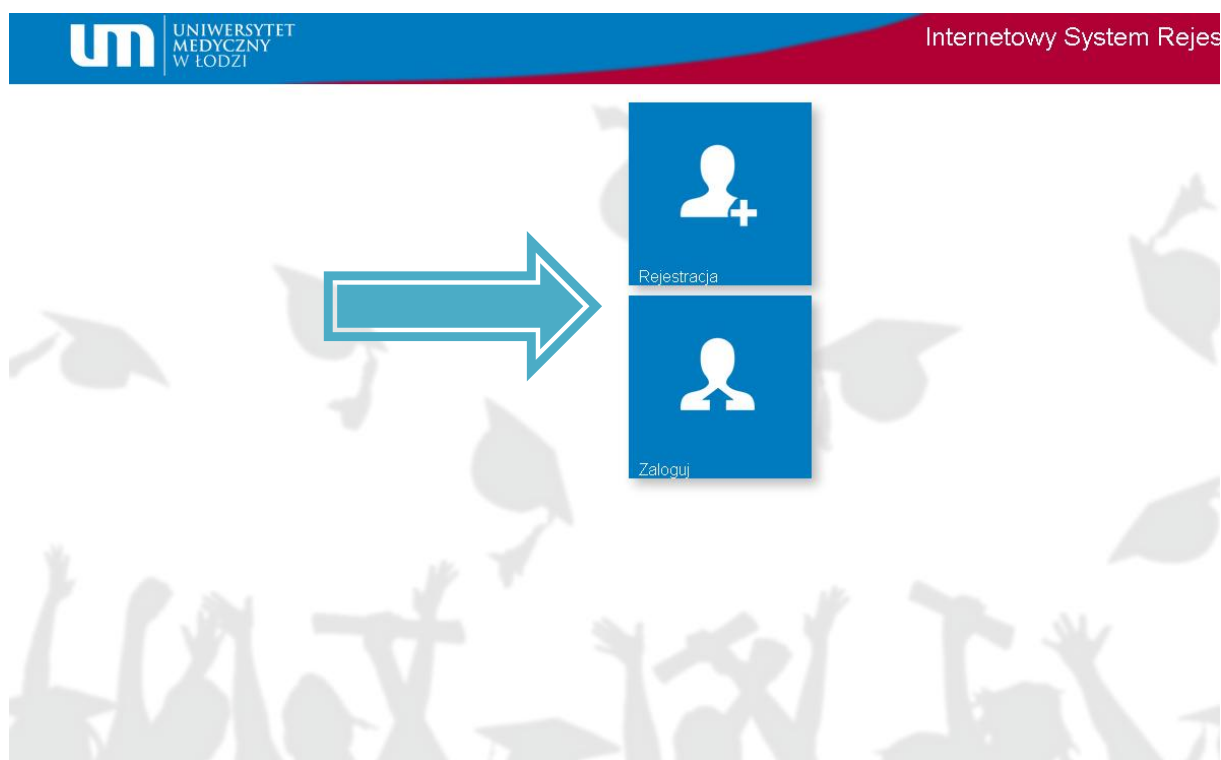 UNIWERSYTET
MEDYCZNY
W ŁODZI
Internetowy System Rejes
Rejestracja
Zaloguj